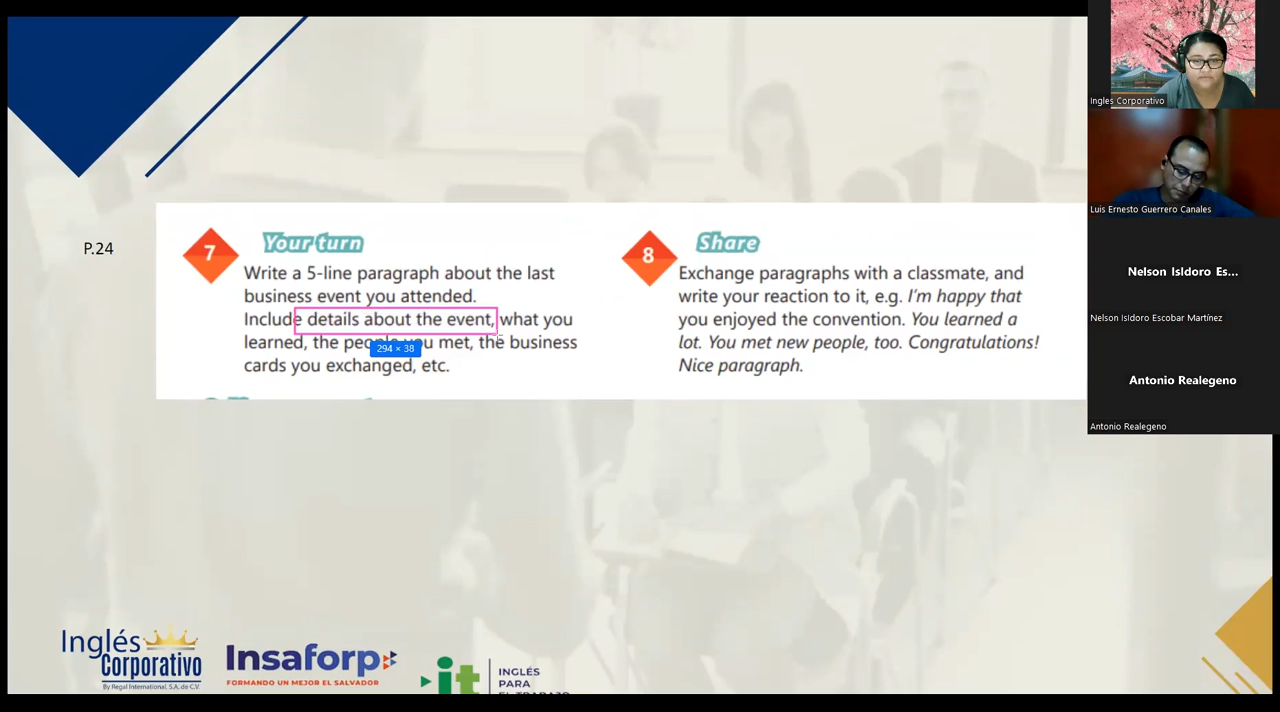 P.24
7
Your turn
Write a 5-line paragraph about the last
business event you attended.
Include details about the event, what you
learned, the people you met, the business
cards you exchanged, etc.
294 × 38
8
Share
Exchange paragraphs with a classmate, and
write your reaction to it, e.g. I'm happy that
you enjoyed the convention. You learned a
lot. You met new people, too. Congratulations!
Nice paragraph.
Ingles Corporativo
Luis Ernesto Guerrero Canales
Nelson Isidoro Es...
Nelson Isidoro Escobar Martínez
Antonio Realegeno
Antonio Realegeno
Inglés
Corporativo
By Regal International, S.A. de C.V.
Insaforp
FORMANDO UN MEJOR EL SALVADOR
it
INGLÉS
PARA
EL TRABAJO